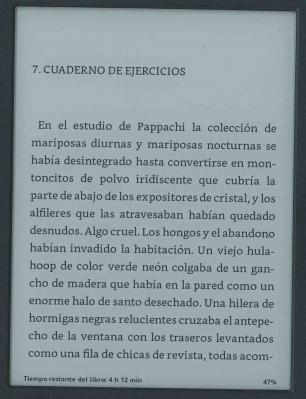 7. CUADERNO DE EJERCICIOS
En el estudio de Pappachi la colección de
mariposas diurnas y mariposas nocturnas se
había desintegrado hasta convertirse en mon-
toncitos de polvo iridiscente que cubría la
parte de abajo de los expositores de cristal, y los
alfileres que las atravesaban habían quedado
desnudos. Algo cruel. Los hongos y el abandono
habían invadido la habitación. Un viejo hula-
hoop de color verde neón colgaba de un gan-
cho de madera que había en la pared como un
enorme halo de santo desechado. Una hilera de
hormigas negras relucientes cruzaba el antepe-
cho de la ventana con los traseros levantados
como una fila de chicas de revista, todas acom-
Tiempo restante del libro: 4 h 12 min 47%